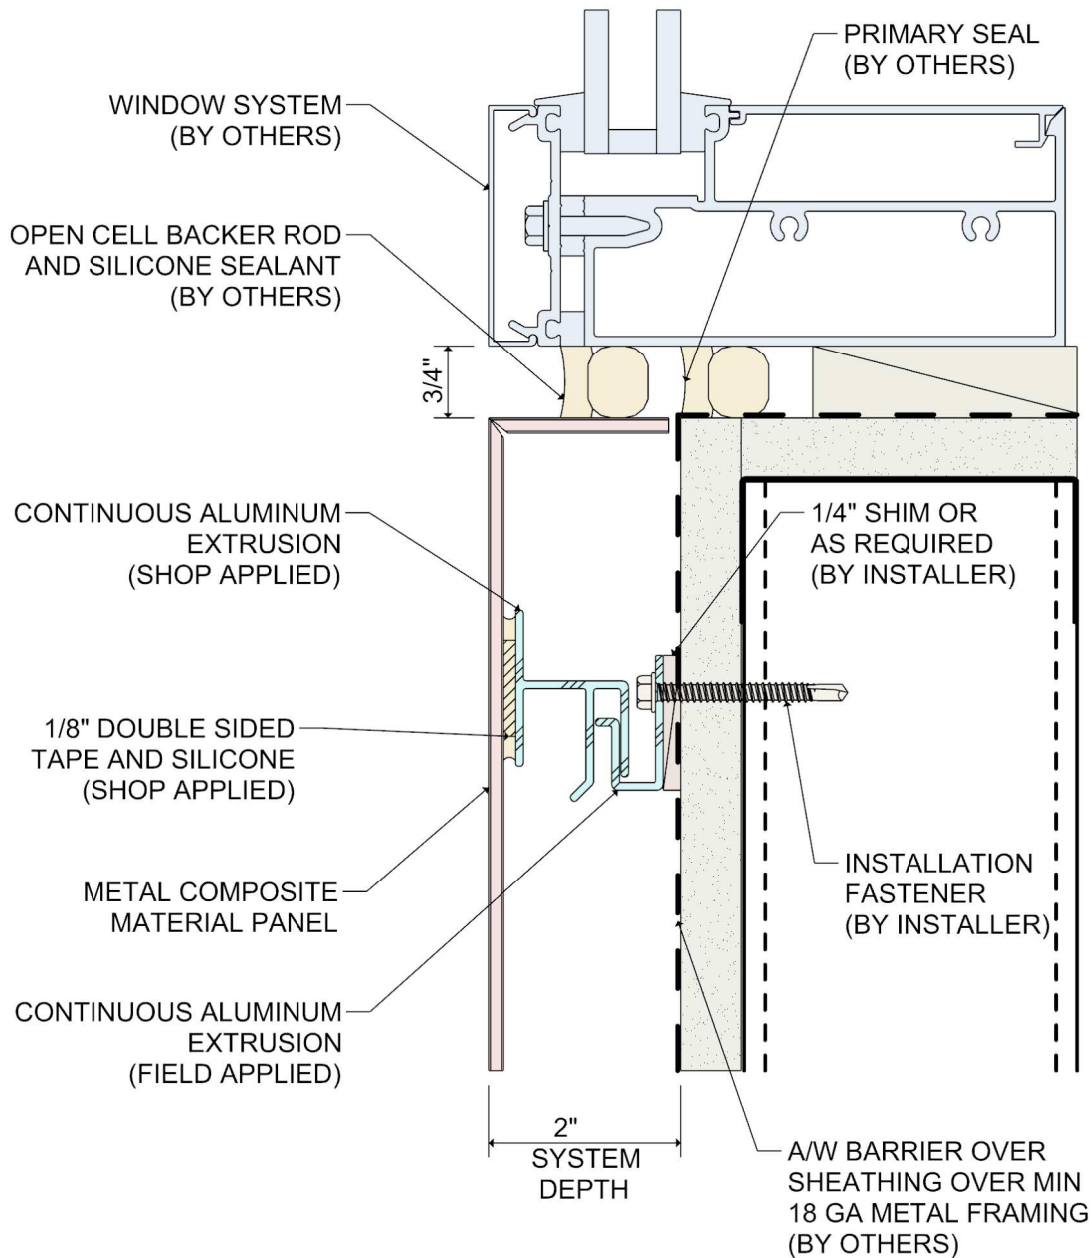 PRIMARY SEAL
(BY OTHERS)
WINDOW SYSTEM
(BY OTHERS)
OPEN CELL BACKER ROD
AND SILICONE SEALANT
(BY OTHERS)
3/4"
CONTINUOUS ALUMINUM
EXTRUSION
(SHOP APPLIED)
1/4" SHIM OR
AS REQUIRED
(BY INSTALLER)
1/8" DOUBLE SIDED
TAPE AND SILICONE
(SHOP APPLIED)
METAL COMPOSITE
MATERIAL PANEL
INSTALLATION
FASTENER
(BY INSTALLER)
CONTINUOUS ALUMINUM
EXTRUSION
(FIELD APPLIED)
2"
SYSTEM
DEPTH
A/W BARRIER OVER
SHEATHING OVER MIN
18 GA METAL FRAMING
(BY OTHERS)